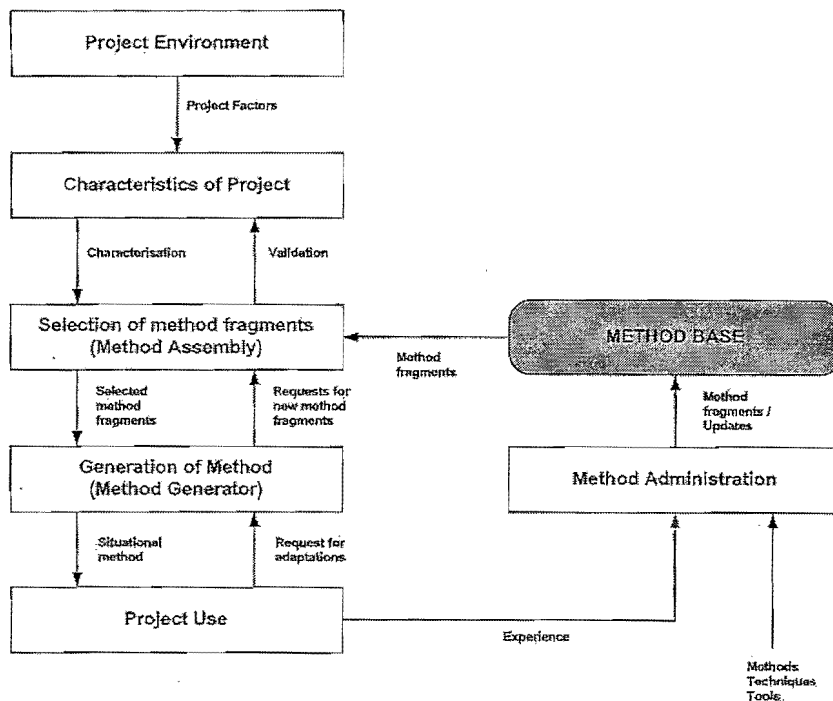 Project Environment
Project Factors
Characteristics of Project
Characterisation
Validation
Selection of method fragments
(Method Assembly)
METHOD BASE
Method
fragments
Selected
method
fragments
Requests for
new method
fragments
Method
fragments /
Updates
Generation of Method
(Method Generator)
Method Administration
Situational
method
Request for
adaptations
Project Use
Experience
Methods
Techniques
Tools.